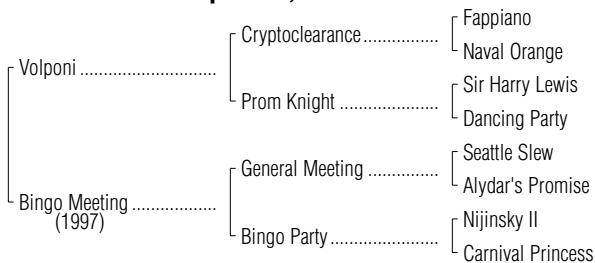 Fappiano
Cryptoclearance
Naval Orange
Volponi
Sir Harry Lewis
Prom Knight
Dancing Party
Seattle Slew
General Meeting
Alydar's Promise
Bingo Meeting
(1997)
Nijinsky II
Bingo Party
Carnival Princess